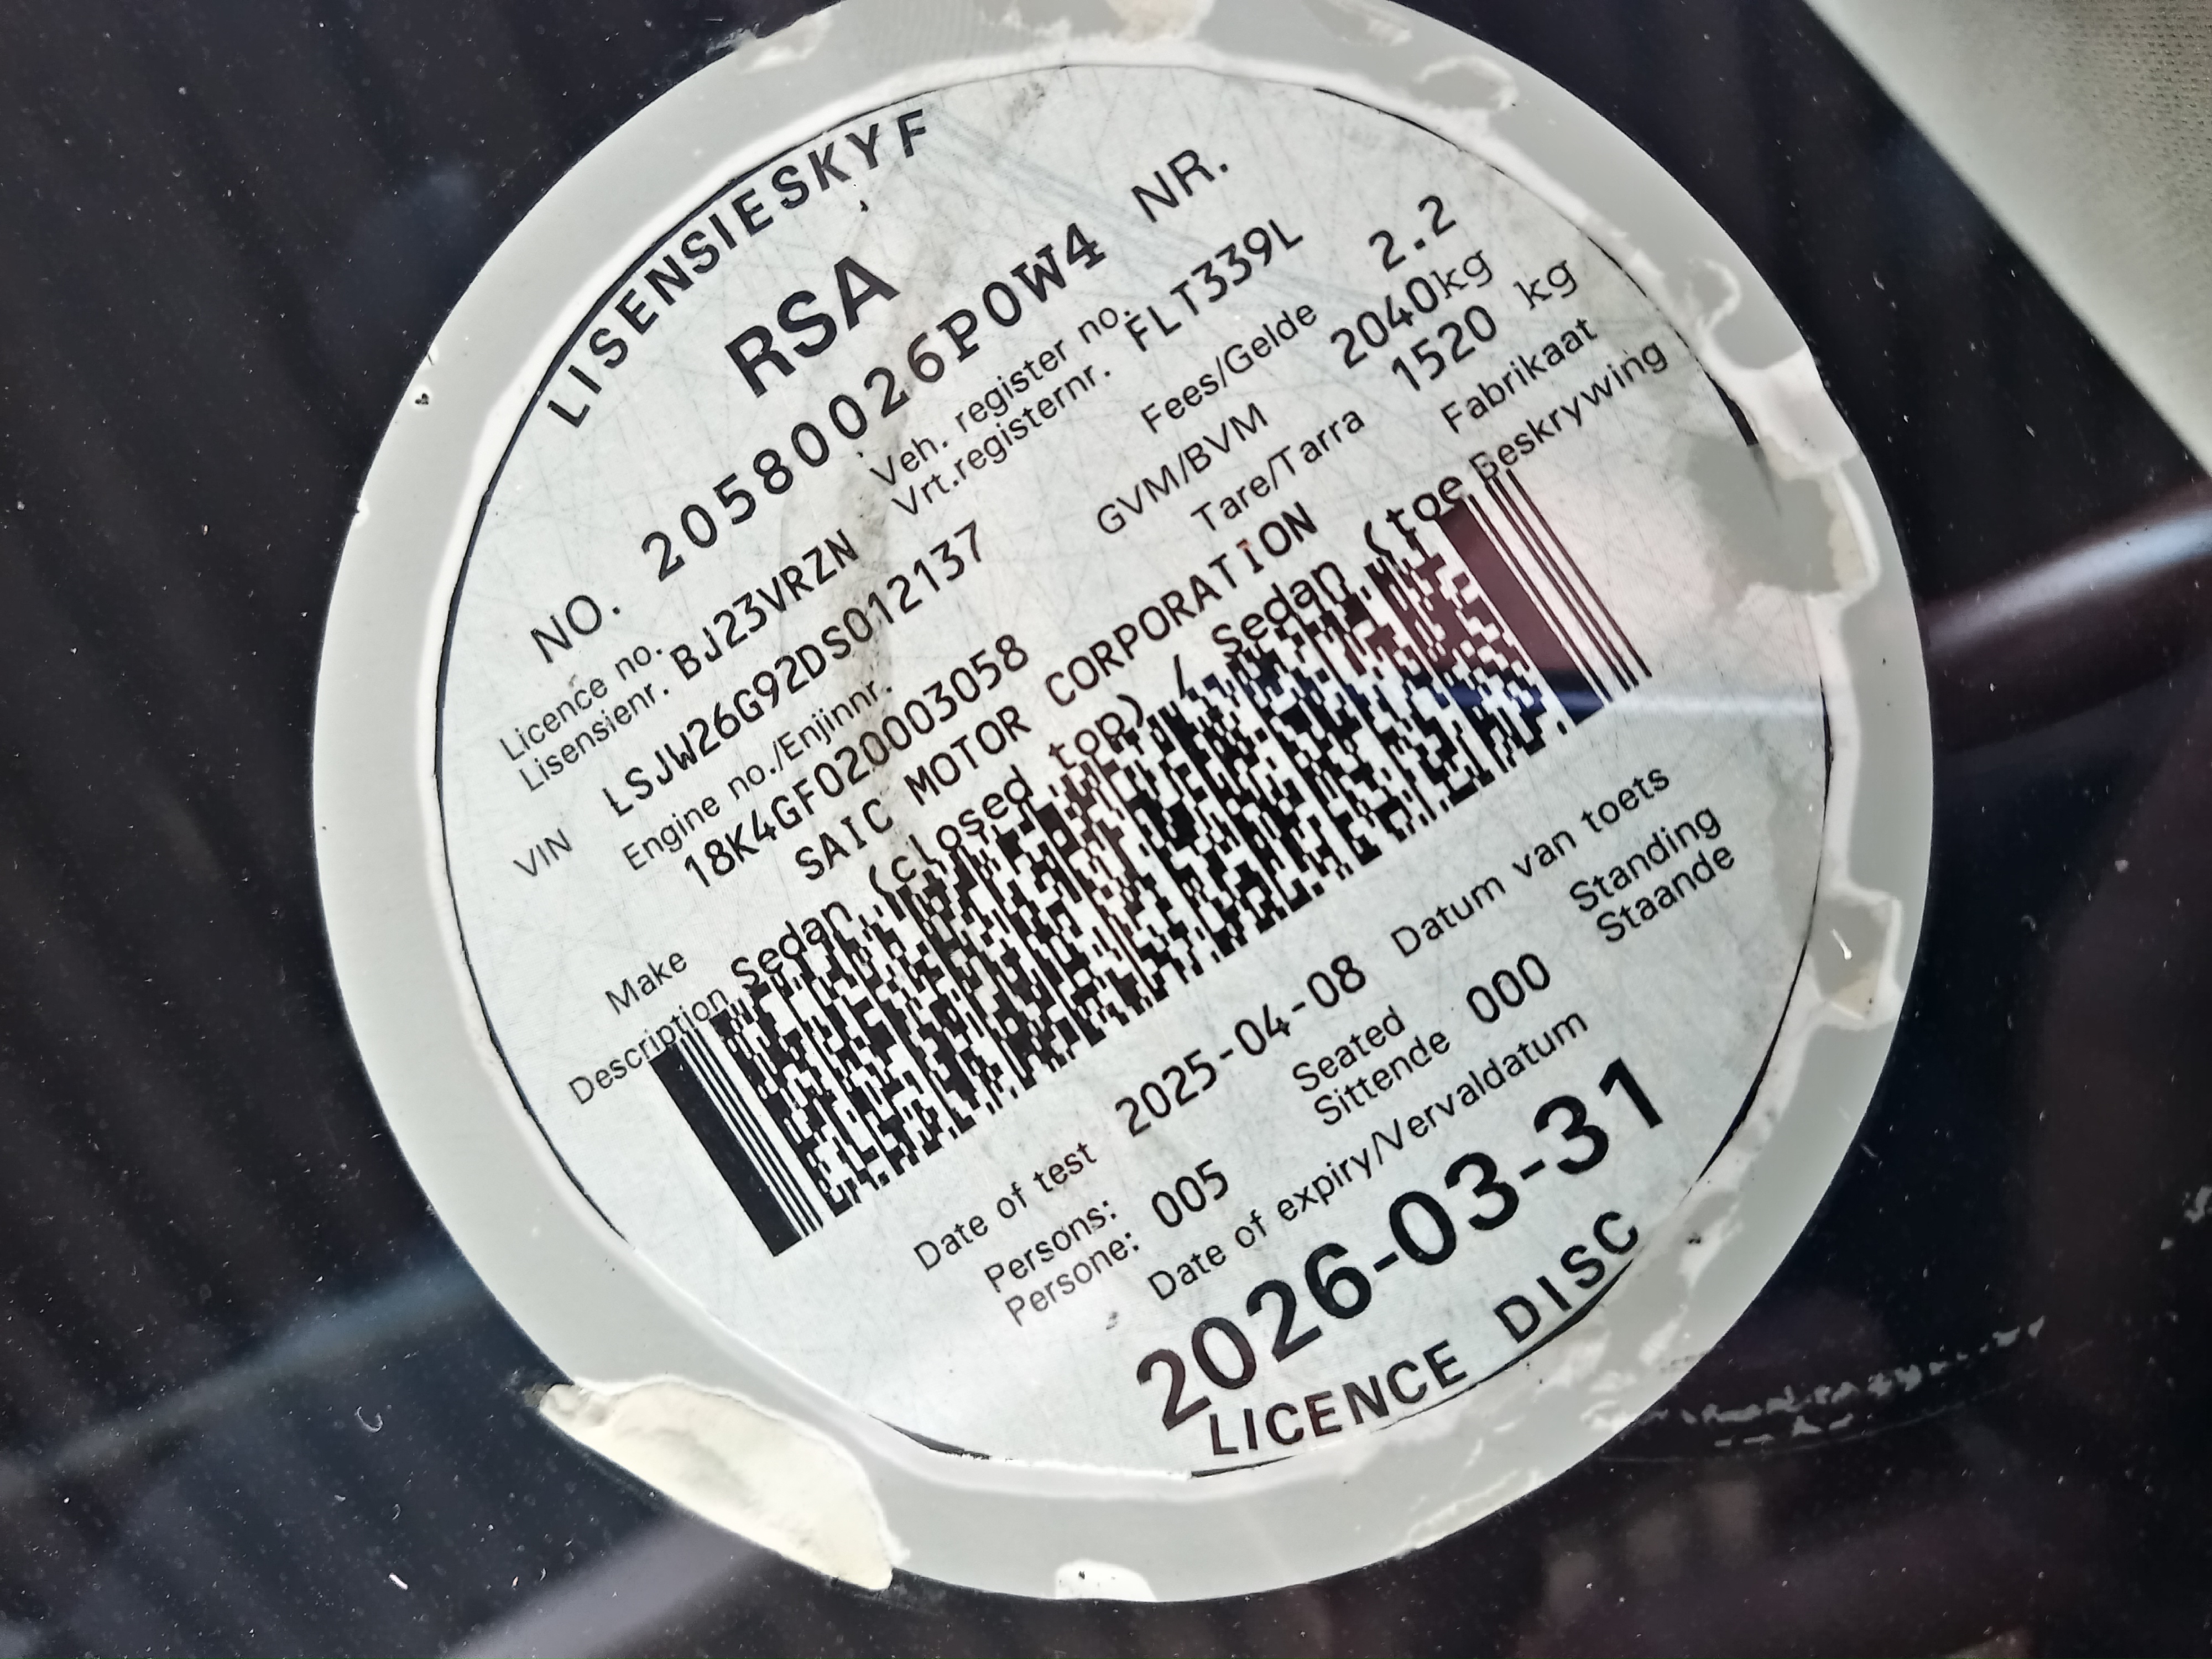 LISENSIESKYF
RSA
NO. 20580026P0W4 NR.
Licence no. Veh. register no.
Lisensienr. BJ23VRZN Vrt.registernr. FLT339L
VIN LSJW26G92DS012137 Fees/Gelde 2.2
Engine no./Enjinnr. GVM/BVM 2040kg
18K4GF020003058 Tare/Tarra 1520 kg
Make SAIC MOTOR CORPORATION Fabrikaat
Description Sedan (closed top) / Sedan (toe Beskrywing
Date of test 2025-04-08 Datum van toets
Persons: Seated Standing
Persone: 005 Sittende 000 Staande
Date of expiry/Vervaldatum
2026-03-31
LICENCE DISC